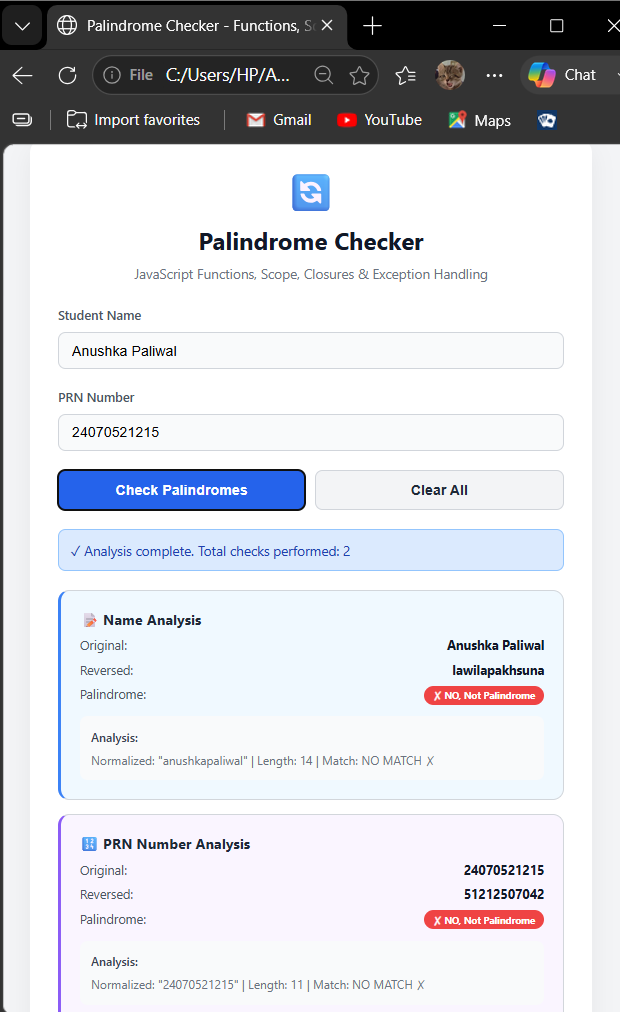 Palindrome Checker - Functions, Sc
File C:/Users/HP/A...
Chat
Import favorites
Gmail
YouTube
Maps
Palindrome Checker
JavaScript Functions, Scope, Closures & Exception Handling
Student Name
Anushka Paliwal
PRN Number
24070521215
Check Palindromes
Clear All
✓ Analysis complete. Total checks performed: 2
Name Analysis
Original: Anushka Paliwal
Reversed: lawilapakhsuna
Palindrome: ✗ NO, Not Palindrome
Analysis:
Normalized: "anushkapaliwal" | Length: 14 | Match: NO MATCH ✗
PRN Number Analysis
Original: 24070521215
Reversed: 51212507042
Palindrome: ✗ NO, Not Palindrome
Analysis:
Normalized: "24070521215" | Length: 11 | Match: NO MATCH ✗